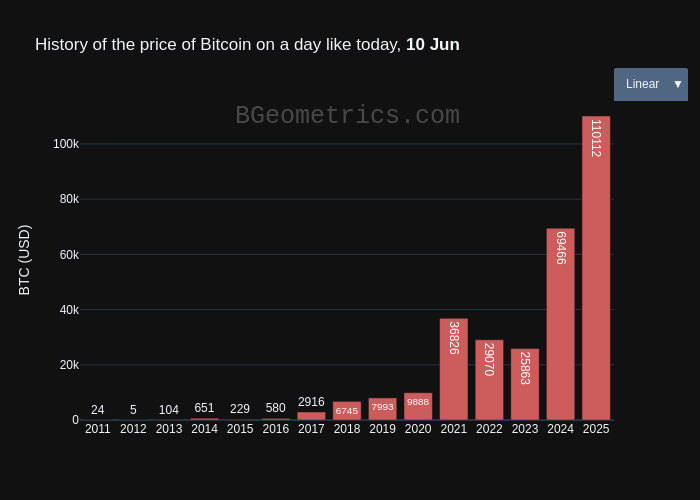 History of the price of Bitcoin on a day like today, 10 Jun
Linear ▼
BGeometrics.com
BTC (USD)
100k
80k
60k
40k
20k
0
24 5 104 651 229 580 2916 6745 7993 9888 36826 29070 25863 69466 110112
2011 2012 2013 2014 2015 2016 2017 2018 2019 2020 2021 2022 2023 2024 2025